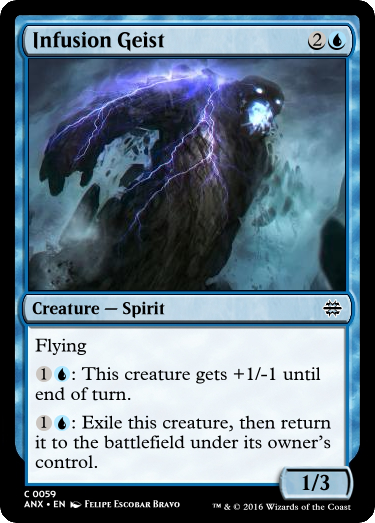 Infusion Geist 2
Creature — Spirit
Flying
1: This creature gets +1/-1 until
end of turn.
1: Exile this creature, then return
it to the battlefield under its owner's
control.
1/3
C 0059
ANX • EN Felipe Escobar Bravo
™ & © 2016 Wizards of the Coast